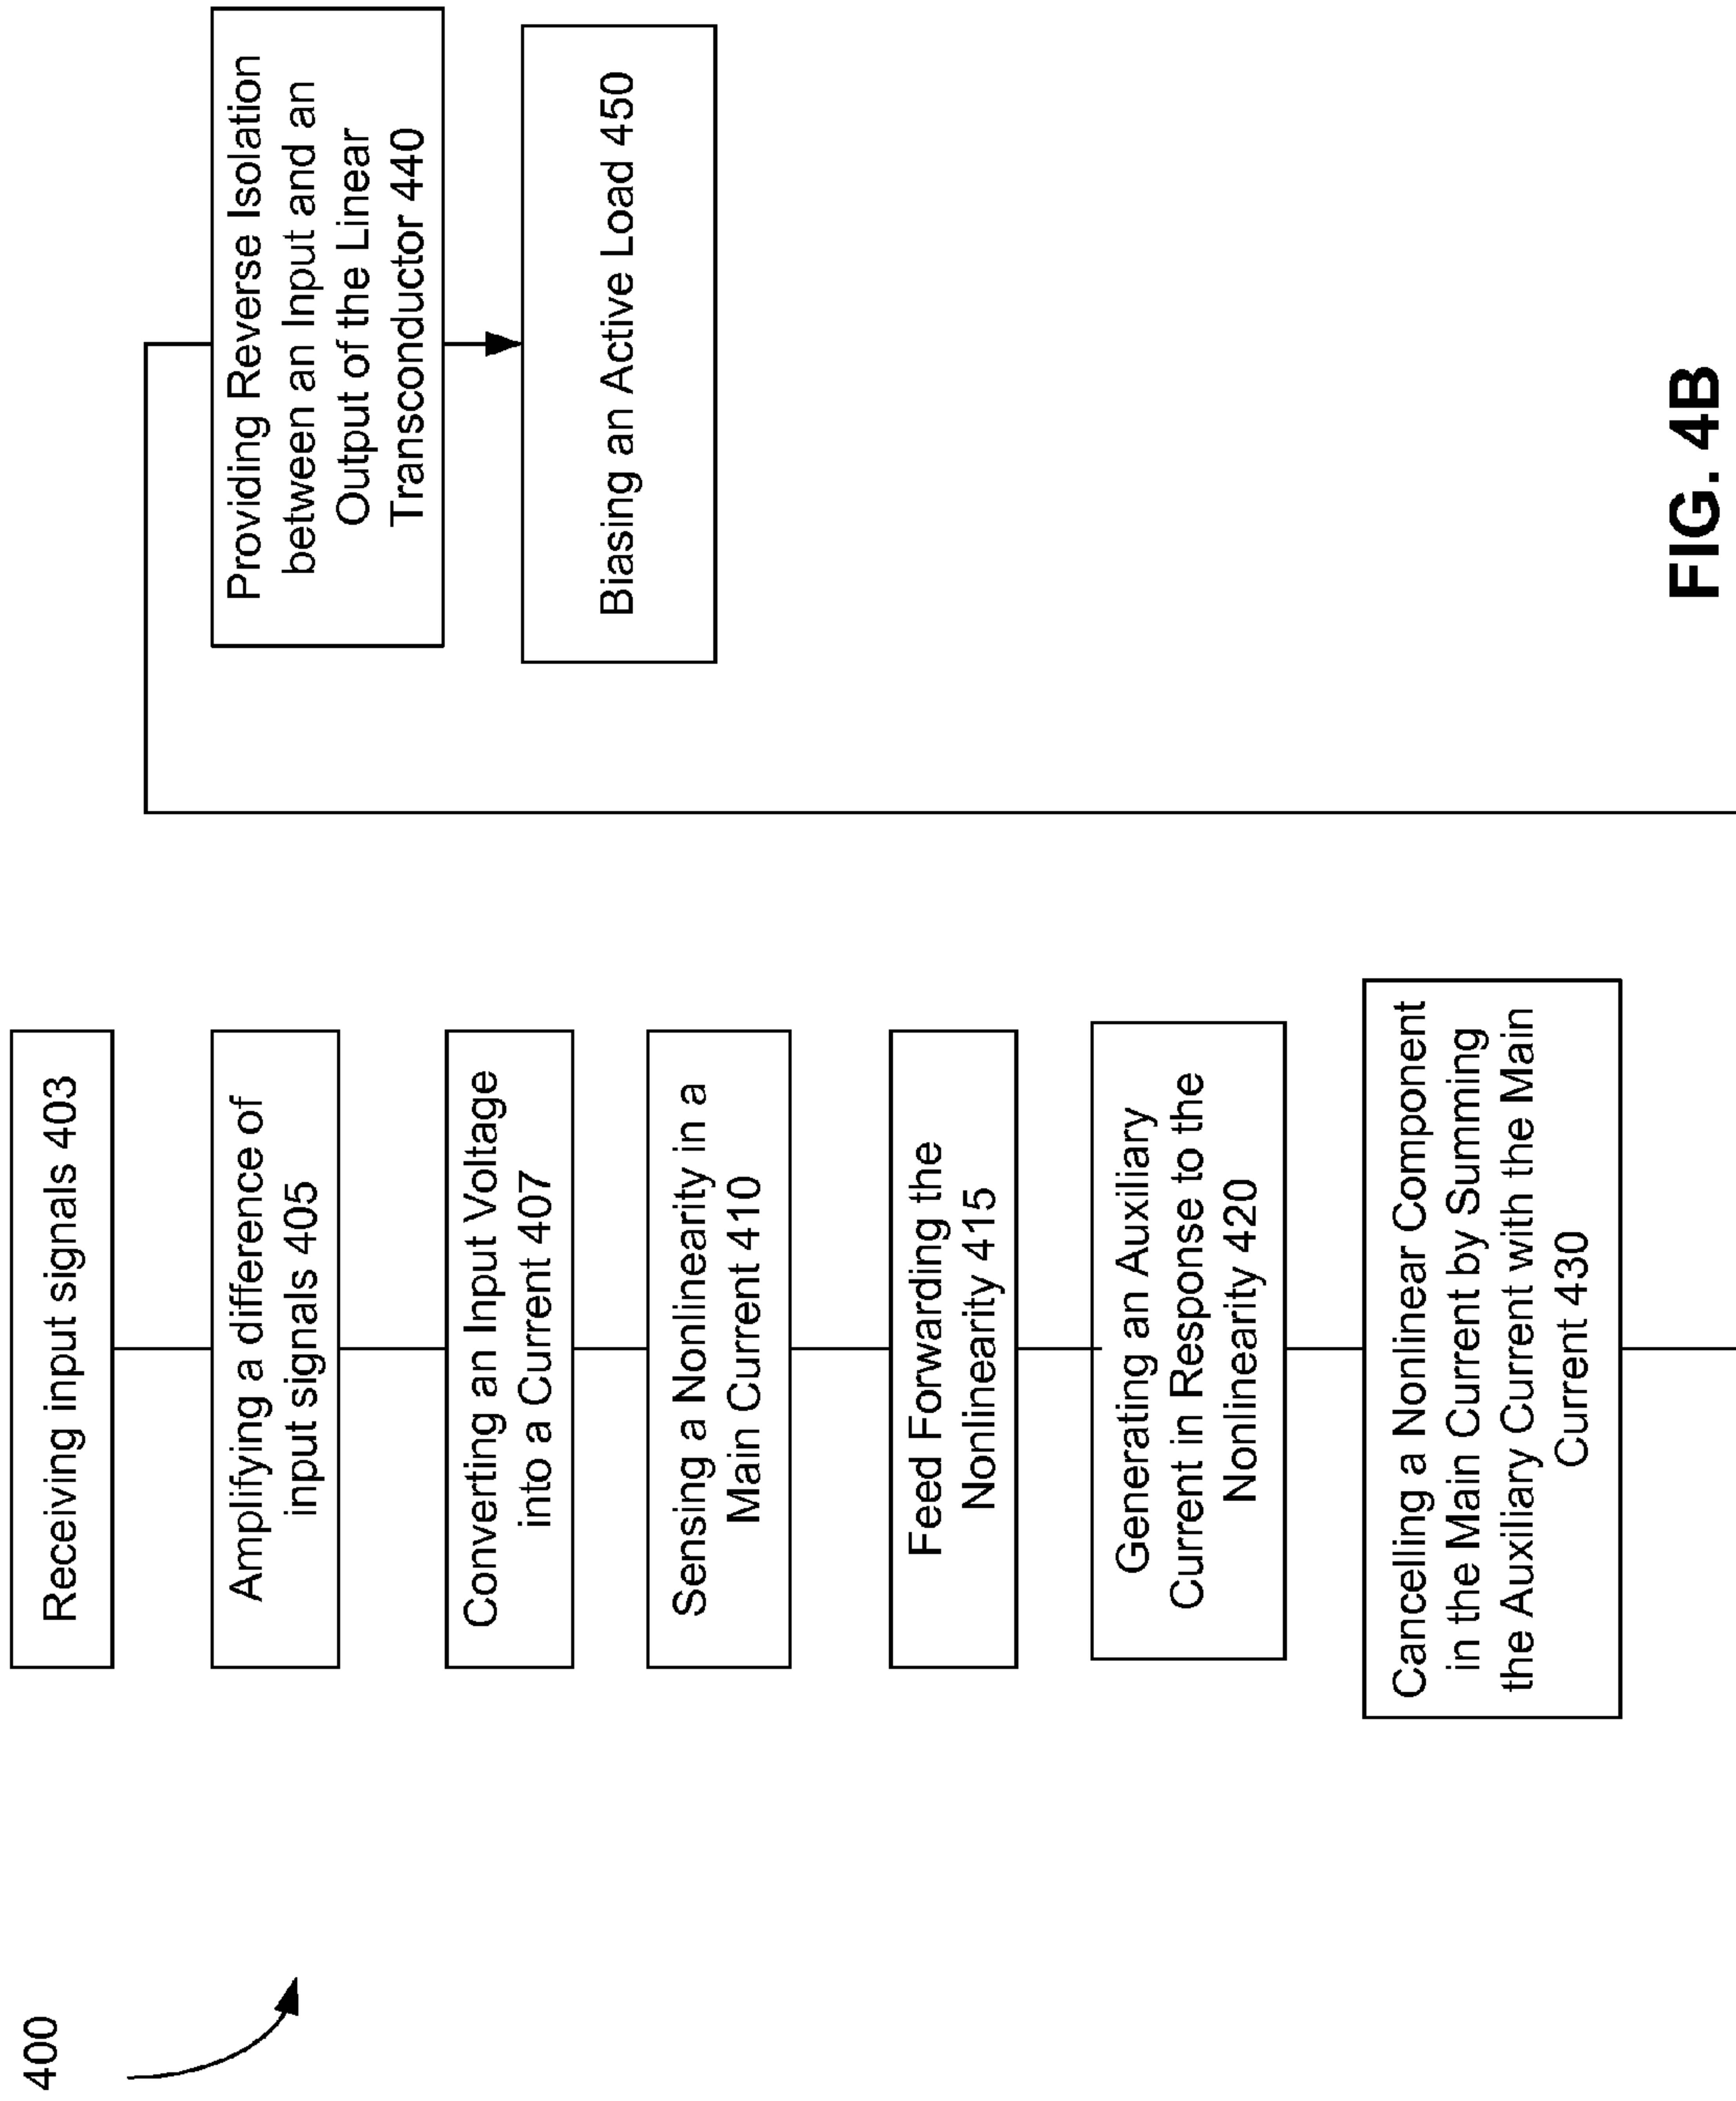 400
Receiving input signals 403
Amplifying a difference of
input signals 405
Converting an Input Voltage
into a Current 407
Sensing a Nonlinearity in a
Main Current 410
Feed Forwarding the
Nonlinearity 415
Generating an Auxiliary
Current in Response to the
Nonlinearity 420
Cancelling a Nonlinear Component
in the Main Current by Summing
the Auxiliary Current with the Main
Current 430
Providing Reverse Isolation
between an Input and an
Output of the Linear
Transconductor 440
Biasing an Active Load 450
FIG. 4B